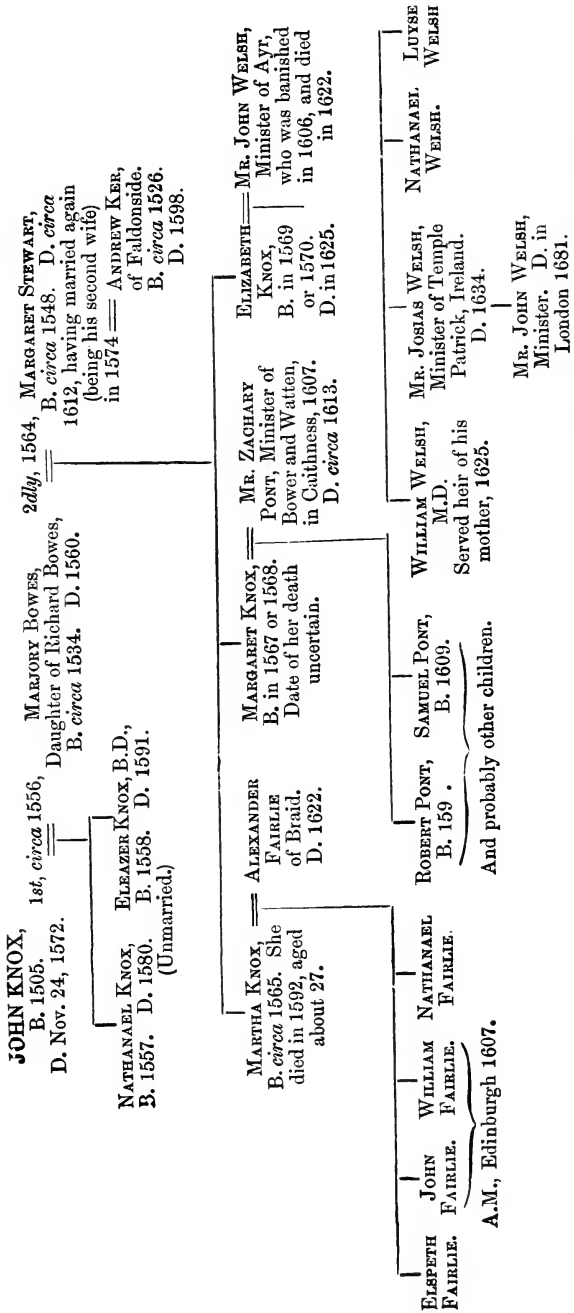 JOHN KNOX,
B. 1505.
D. Nov. 24, 1572.
1st, circa 1556,
MARJORY BOWES,
Daughter of Richard Bowes,
B. circa 1534. D. 1560.
2dly, 1564,
MARGARET STEWART,
B. circa 1548. D. circa
1612, having married again
(being his second wife)
in 1574 = ANDREW KER,
of Faldonside.
B. circa 1526.
D. 1598.
NATHANAEL KNOX,
B. 1557. D. 1580.
ELEAZER KNOX, B.D.,
B. 1558. D. 1591.
(Unmarried.)
MARTHA KNOX,
B. circa 1565. She
died in 1592, aged
about 27.
= ALEXANDER
FAIRLIE
of Braid.
D. 1622.
MARGARET KNOX,
B. in 1567 or 1568.
Date of her death
uncertain.
= MR. ZACHARY
PONT, Minister of
Bower and Watten,
in Caithness, 1607.
D. circa 1613.
ELIZABETH
KNOX,
B. in 1569
or 1570.
D. in 1625.
= MR. JOHN WELSH,
Minister of Ayr,
who was banished
in 1606, and died
in 1622.
ELSPETH
FAIRLIE.
JOHN
FAIRLIE.
WILLIAM
FAIRLIE.
A.M., Edinburgh 1607.
NATHANAEL
FAIRLIE.
ROBERT PONT,
B. 159 .
SAMUEL PONT,
B. 1609.
And probably other children.
WILLIAM WELSH,
M.D.
Served heir of his
mother, 1625.
MR. JOSIAS WELSH,
Minister of Temple
Patrick, Ireland.
D. 1634.
MR. JOHN WELSH,
Minister. D. in
London 1681.
NATHANAEL
WELSH.
LUYSE
WELSH